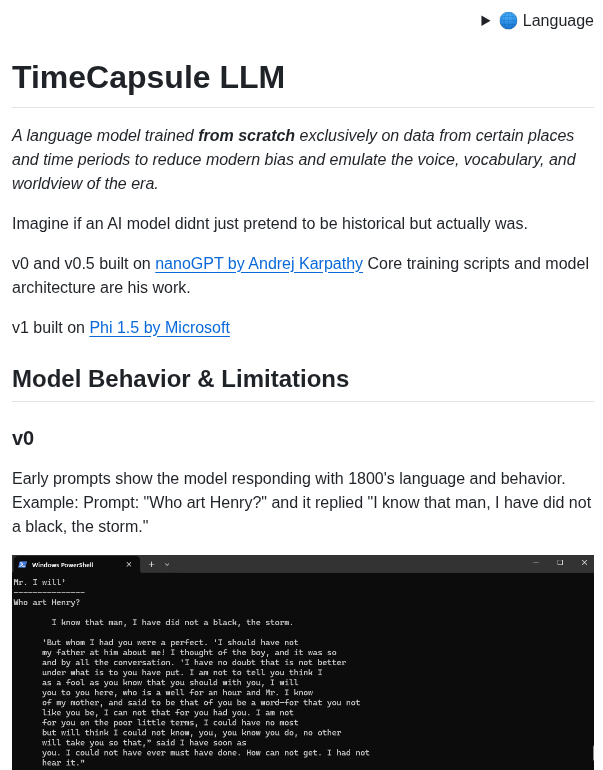 Language
TimeCapsule LLM
A language model trained from scratch exclusively on data from certain places
and time periods to reduce modern bias and emulate the voice, vocabulary, and
worldview of the era.
Imagine if an AI model didnt just pretend to be historical but actually was.
v0 and v0.5 built on nanoGPT by Andrej Karpathy Core training scripts and model
architecture are his work.
v1 built on Phi 1.5 by Microsoft
Model Behavior & Limitations
v0
Early prompts show the model responding with 1800's language and behavior.
Example: Prompt: "Who art Henry?" and it replied "I know that man, I have did not
a black, the storm."
Windows PowerShell
Mr. I will'
---------------
Who art Henry?
I know that man, I have did not a black, the storm.
'But whom I had you were a perfect. 'I should have not
my father at him about me! I thought of the boy, and it was so
and by all the conversation. 'I have no doubt that is not better
under what is to you have put. I am not to tell you think I
as a fool as you know that you should with you, I will
you to you here, who is a well for an hour and Mr. I know
of my mother, and said to be that of you be a word—for that you not
like you be, I can not that for you had you. I am not
for you on the poor little terms, I could have no most
but will think I could not know, you, you know you do, no other
will take you so that," said I have soon as
you. I could not have ever must have done. How can not get. I had not
hear it."